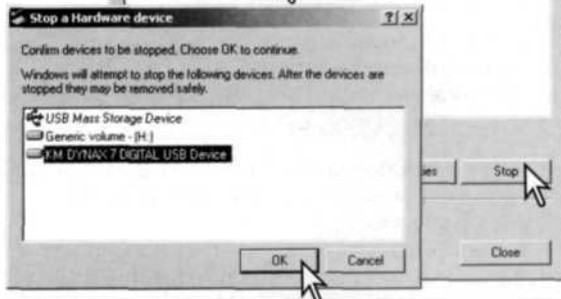 Stop a Hardware device
Confirm devices to be stopped, Choose OK to continue.
Windows will attempt to stop the following devices. After the devices are
stopped they may be removed safely.
USB Mass Storage Device
Generic volume - (H:)
KM DYNAX 7 DIGITAL USB Device
ies
Stop
OK
Cancel
Close